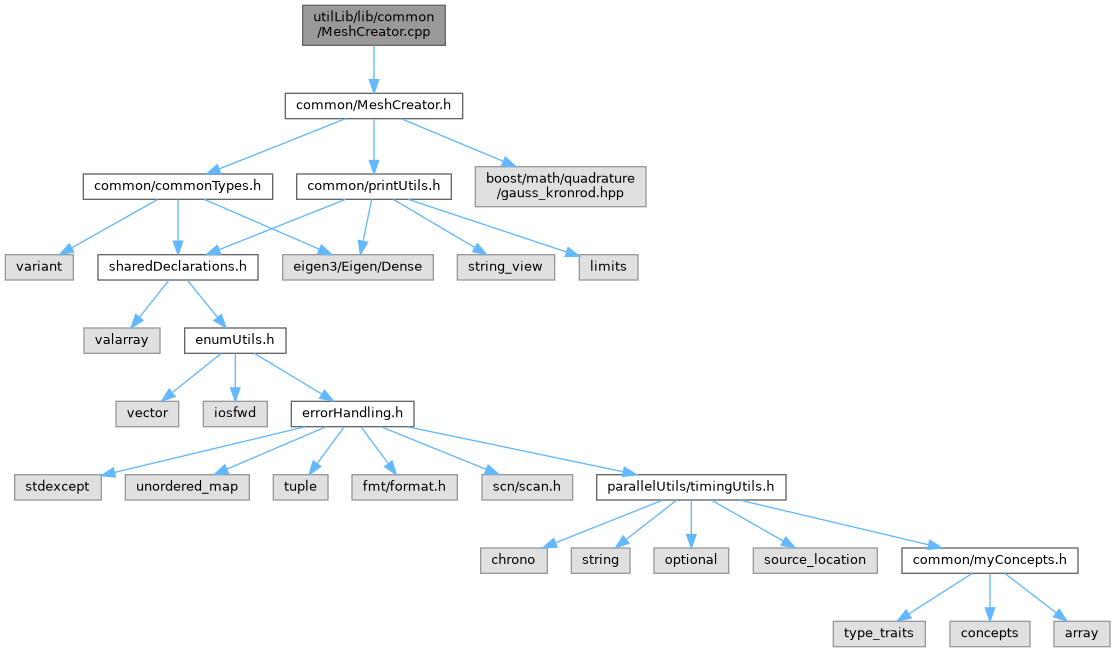 utilLib/lib/common
/MeshCreator.cpp
common/MeshCreator.h
common/commonTypes.h
common/printUtils.h
boost/math/quadrature
/gauss_kronrod.hpp
variant
sharedDeclarations.h
eigen3/Eigen/Dense
string_view
limits
valarray
enumUtils.h
vector
iosfwd
errorHandling.h
stdexcept
unordered_map
tuple
fmt/format.h
scn/scan.h
parallelUtils/timingUtils.h
chrono
string
optional
source_location
common/myConcepts.h
type_traits
concepts
array